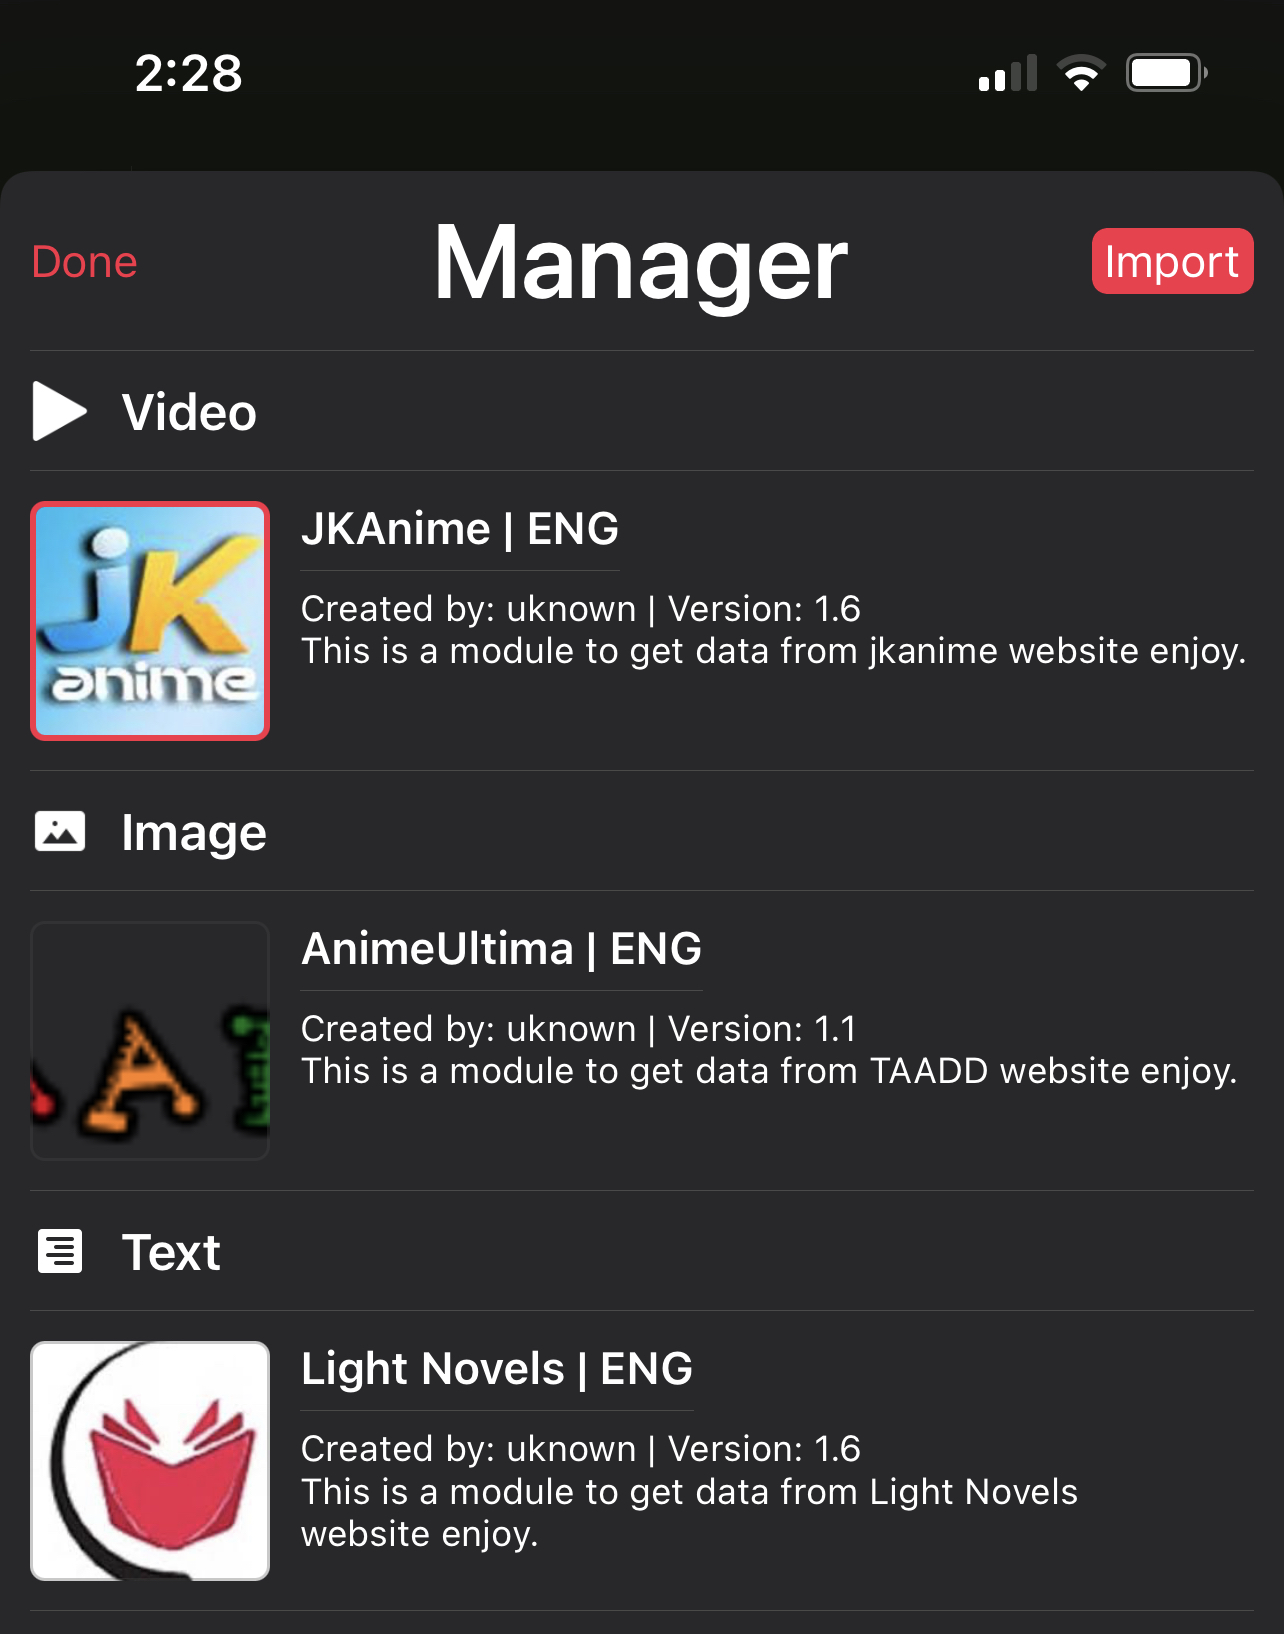 2:28
Done
Manager
Import
Video
jK
anime
JKAnime | ENG
Created by: uknown | Version: 1.6
This is a module to get data from jkanime website enjoy.
Image
A
AnimeUltima | ENG
Created by: uknown | Version: 1.1
This is a module to get data from TAADD website enjoy.
Text
Light Novels | ENG
Created by: uknown | Version: 1.6
This is a module to get data from Light Novels
website enjoy.